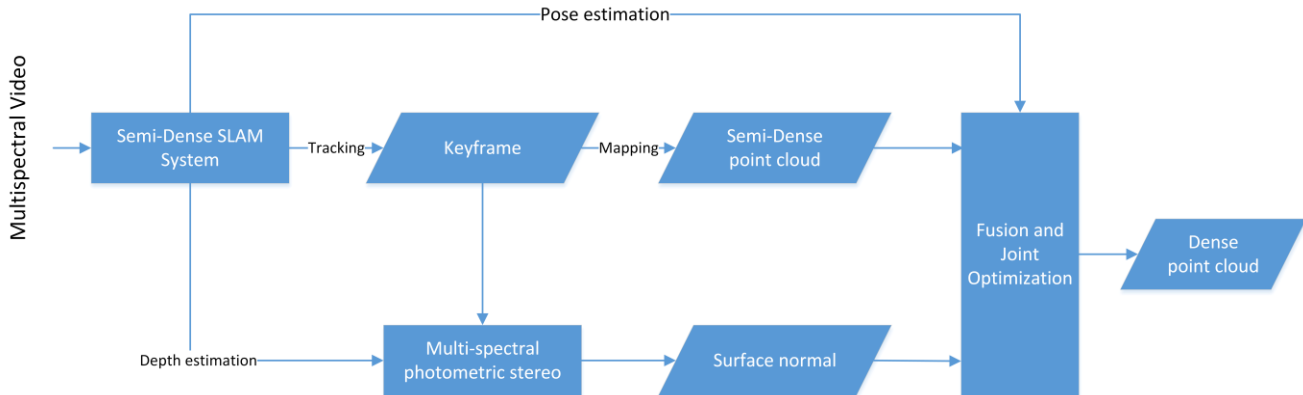 Pose estimation
Multispectral Video
Semi-Dense SLAM
System
Tracking
Keyframe
Mapping
Semi-Dense
point cloud
Fusion and
Joint
Optimization
Dense
point cloud
Depth estimation
Multi-spectral
photometric stereo
Surface normal